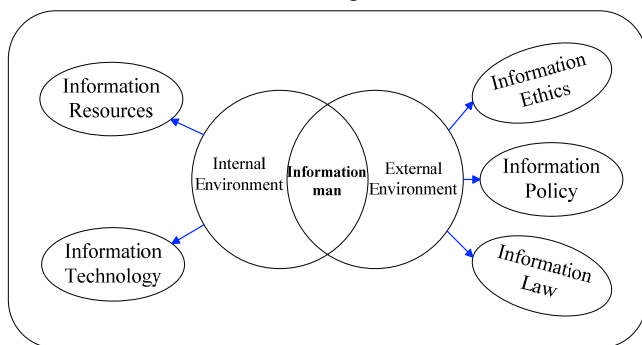 Information
Resources
Information
Technology
Internal
Environment
Information
man
External
Environment
Information
Ethics
Information
Policy
Information
Law